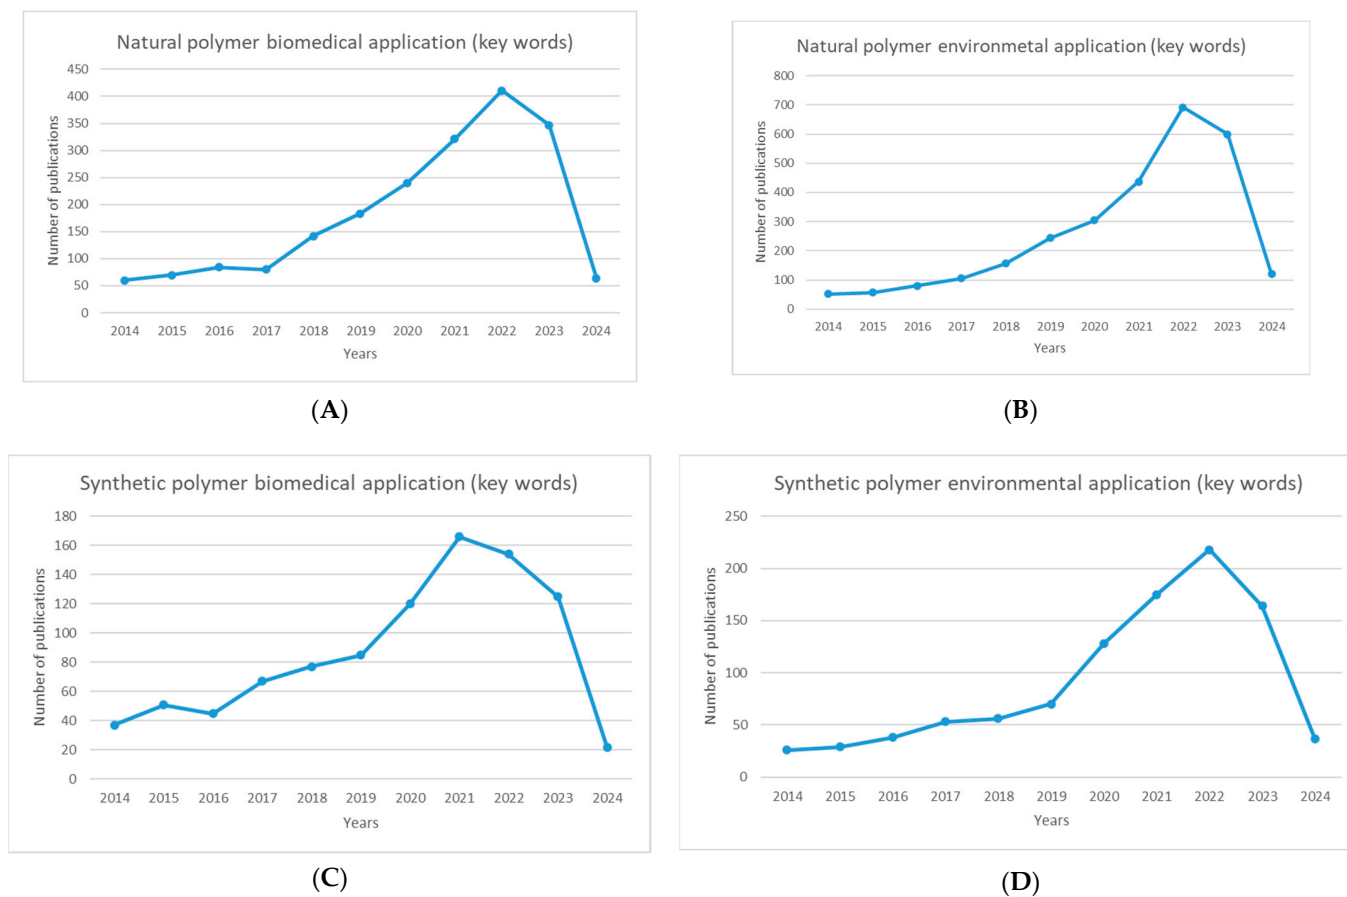 Natural polymer biomedical application (key words)
450
400
350
300
250
200
150
100
50
0
Number of publications
2014 2015 2016 2017 2018 2019 2020 2021 2022 2023 2024
Years
(A)
Natural polymer environmetal application (key words)
800
700
600
500
400
300
200
100
0
Number of publications
2014 2015 2016 2017 2018 2019 2020 2021 2022 2023 2024
Years
(B)
Synthetic polymer biomedical application (key words)
180
160
140
120
100
80
60
40
20
0
Number of publications
2014 2015 2016 2017 2018 2019 2020 2021 2022 2023 2024
Years
(C)
Synthetic polymer environmental application (key words)
250
200
150
100
50
0
Number of publications
2014 2015 2016 2017 2018 2019 2020 2021 2022 2023 2024
Years
(D)